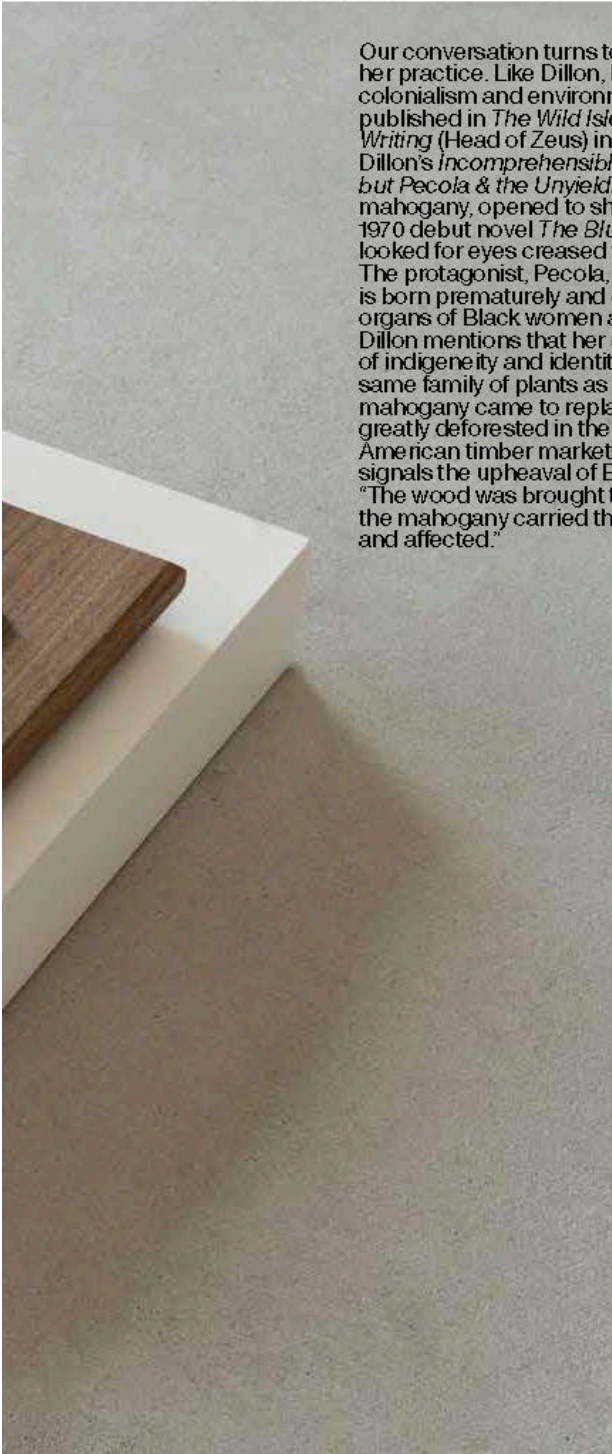 Our conversation turns to
her practice. Like Dillon,
colonialism and environm
published in The Wild Isle
Writing (Head of Zeus) in
Dillon's Incomprehensibl
but Pecola & the Unyield
mahogany, opened to sh
1970 debut novel The Blu
looked for eyes creased
The protagonist, Pecola,
is born prematurely and
organs of Black women a
Dillon mentions that her
of indigeneity and identit
same family of plants as
mahogany came to repla
greatly deforested in the
American timber market
signals the upheaval of
“The wood was brought t
the mahogany carried th
and affected.”